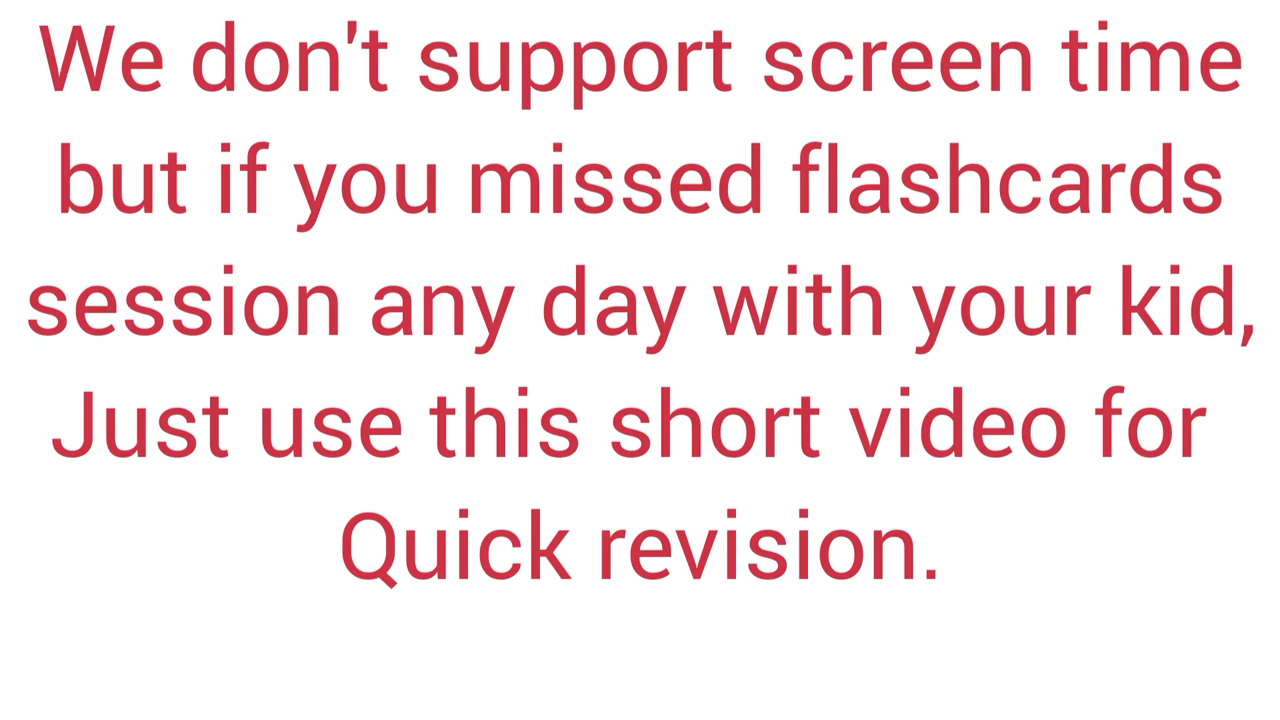 We don't support screen time
but if you missed flashcards
session any day with your kid,
Just use this short video for
Quick revision.